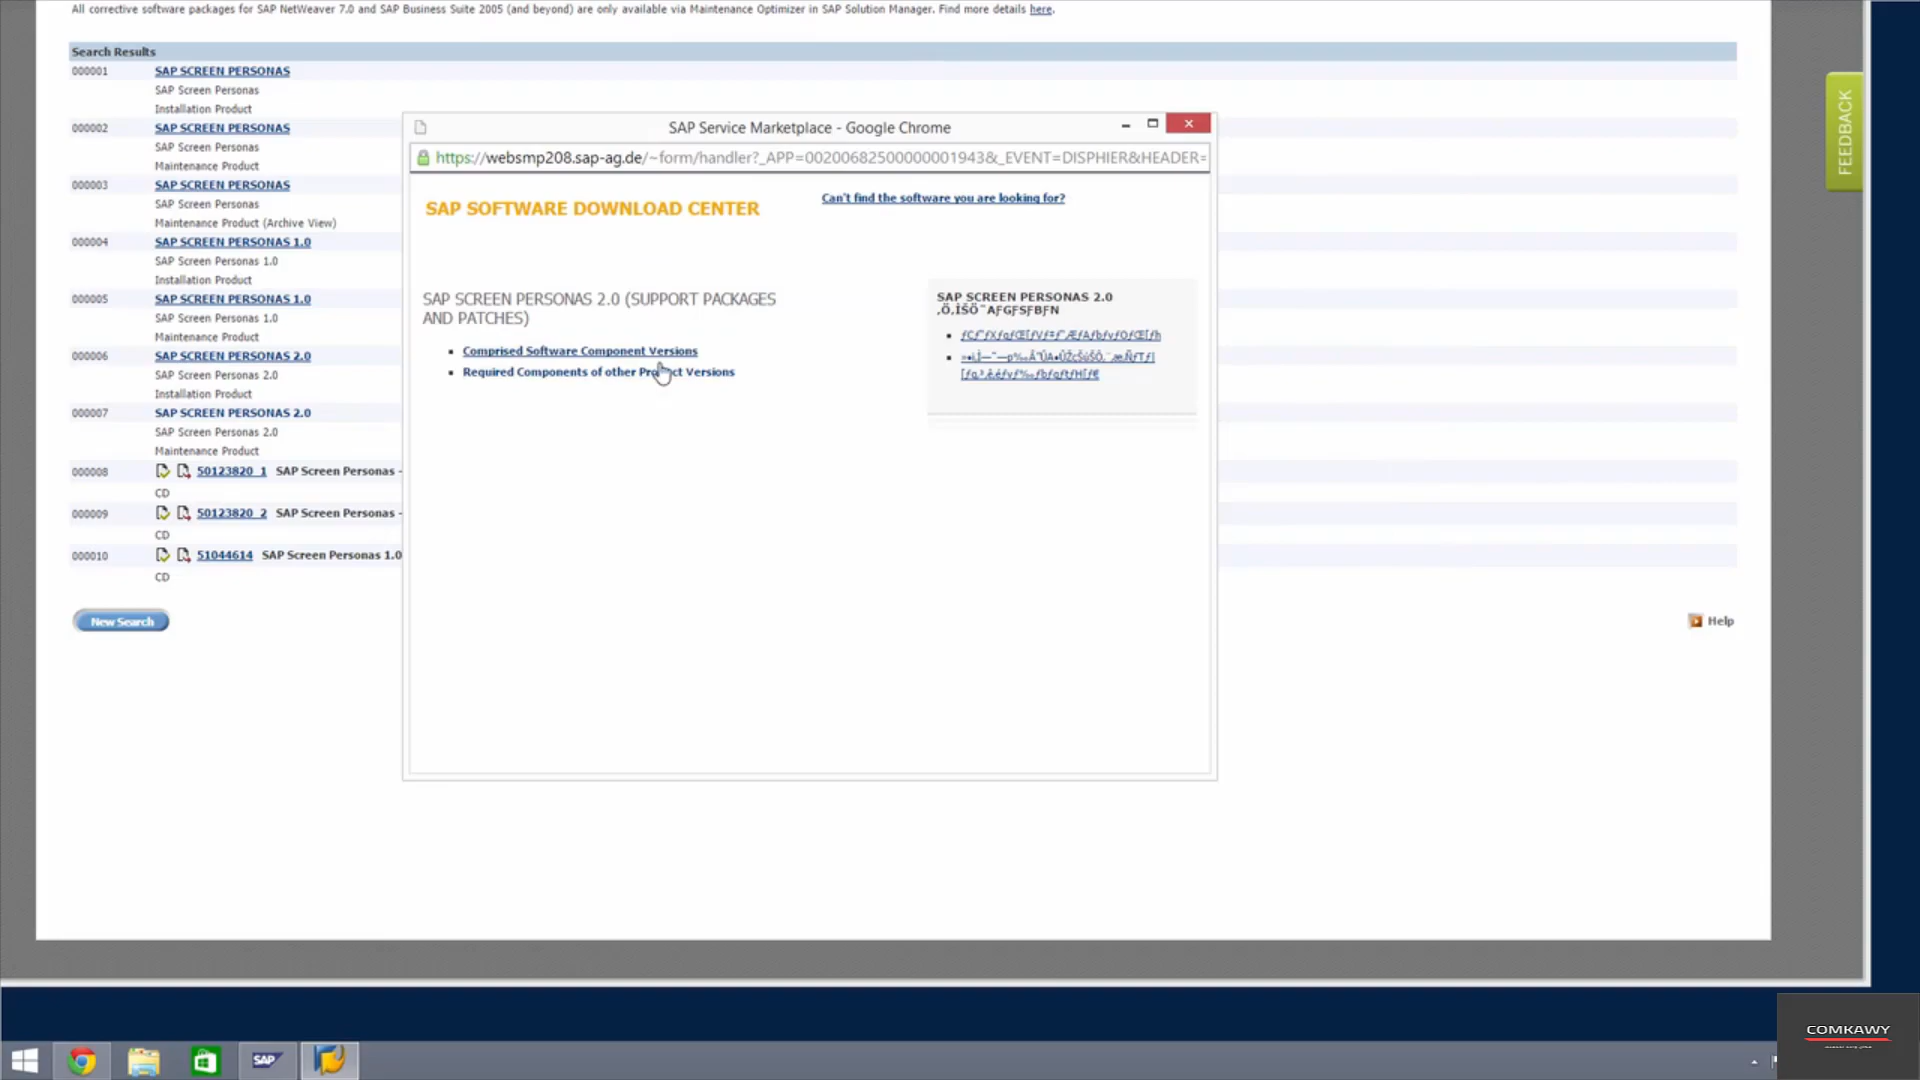 All corrective software packages for SAP NetWeaver 7.0 and SAP Business Suite 2005 (and beyond) are only available via Maintenance Optimizer in SAP Solution Manager. Find more details here.
Search Results
000001 SAP SCREEN PERSONAS
SAP Screen Personas
Installation Product
000002 SAP SCREEN PERSONAS
SAP Screen Personas
Maintenance Product
000003 SAP SCREEN PERSONAS
SAP Screen Personas
Maintenance Product (Archive View)
000004 SAP SCREEN PERSONAS 1.0
SAP Screen Personas 1.0
Installation Product
000005 SAP SCREEN PERSONAS 1.0
SAP Screen Personas 1.0
Maintenance Product
000006 SAP SCREEN PERSONAS 2.0
SAP Screen Personas 2.0
Installation Product
000007 SAP SCREEN PERSONAS 2.0
SAP Screen Personas 2.0
Maintenance Product
000008 50123820_1 SAP Screen Personas -
CD
000009 50123820_2 SAP Screen Personas -
CD
000010 51044614 SAP Screen Personas 1.0
CD
New Search
Help
FEEDBACK
SAP Service Marketplace - Google Chrome
https://websmp208.sap-ag.de/~form/handler?_APP=00200682500000001943&_EVENT=DISPHIER&HEADER=
SAP SOFTWARE DOWNLOAD CENTER
Can't find the software you are looking for?
SAP SCREEN PERSONAS 2.0 (SUPPORT PACKAGES
AND PATCHES)
Comprised Software Component Versions
Required Components of other Product Versions
SAP SCREEN PERSONAS 2.0
SAP
COMKAWY